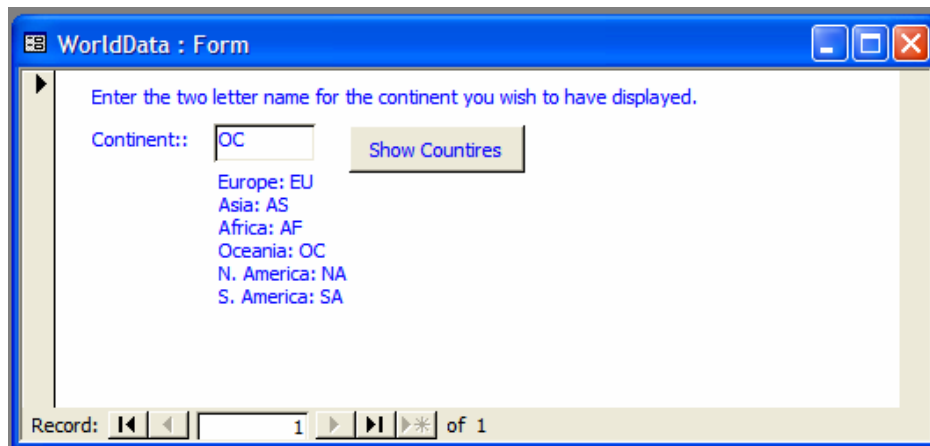 WorldData : Form
Enter the two letter name for the continent you wish to have displayed.
Continent:: OC Show Countires
Europe: EU
Asia: AS
Africa: AF
Oceania: OC
N. America: NA
S. America: SA
Record: 1 of 1